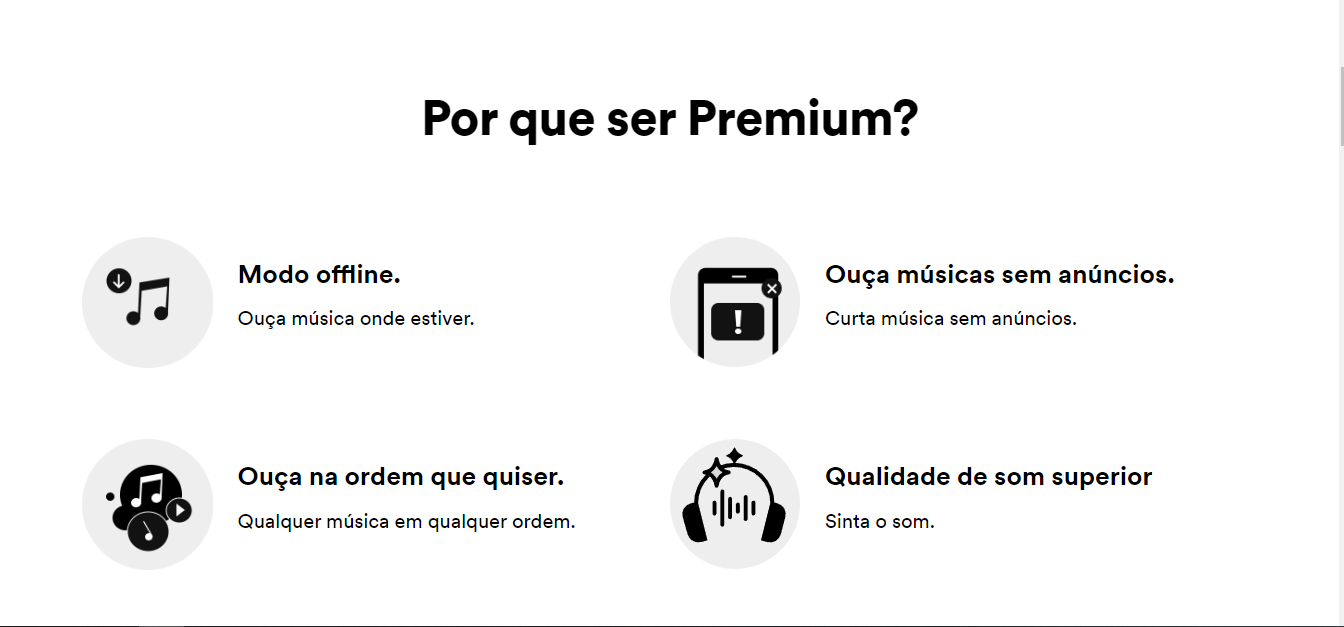 Por que ser Premium?
Modo offline.
Ouça música onde estiver.
Ouça músicas sem anúncios.
Curta música sem anúncios.
Ouça na ordem que quiser.
Qualquer música em qualquer ordem.
Qualidade de som superior
Sinta o som.